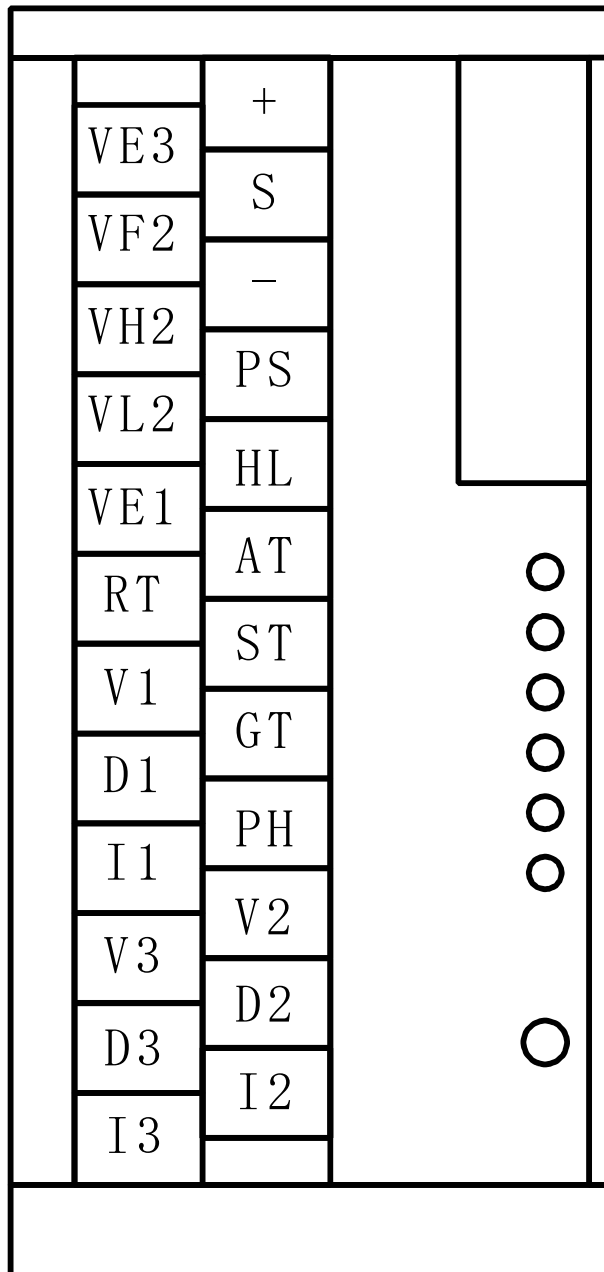 +
VE3
S
VF2
-
VH2
PS
VL2
HL
VE1
AT
RT
ST
V1
GT
D1
PH
I1
V2
V3
D2
D3
I2
I3